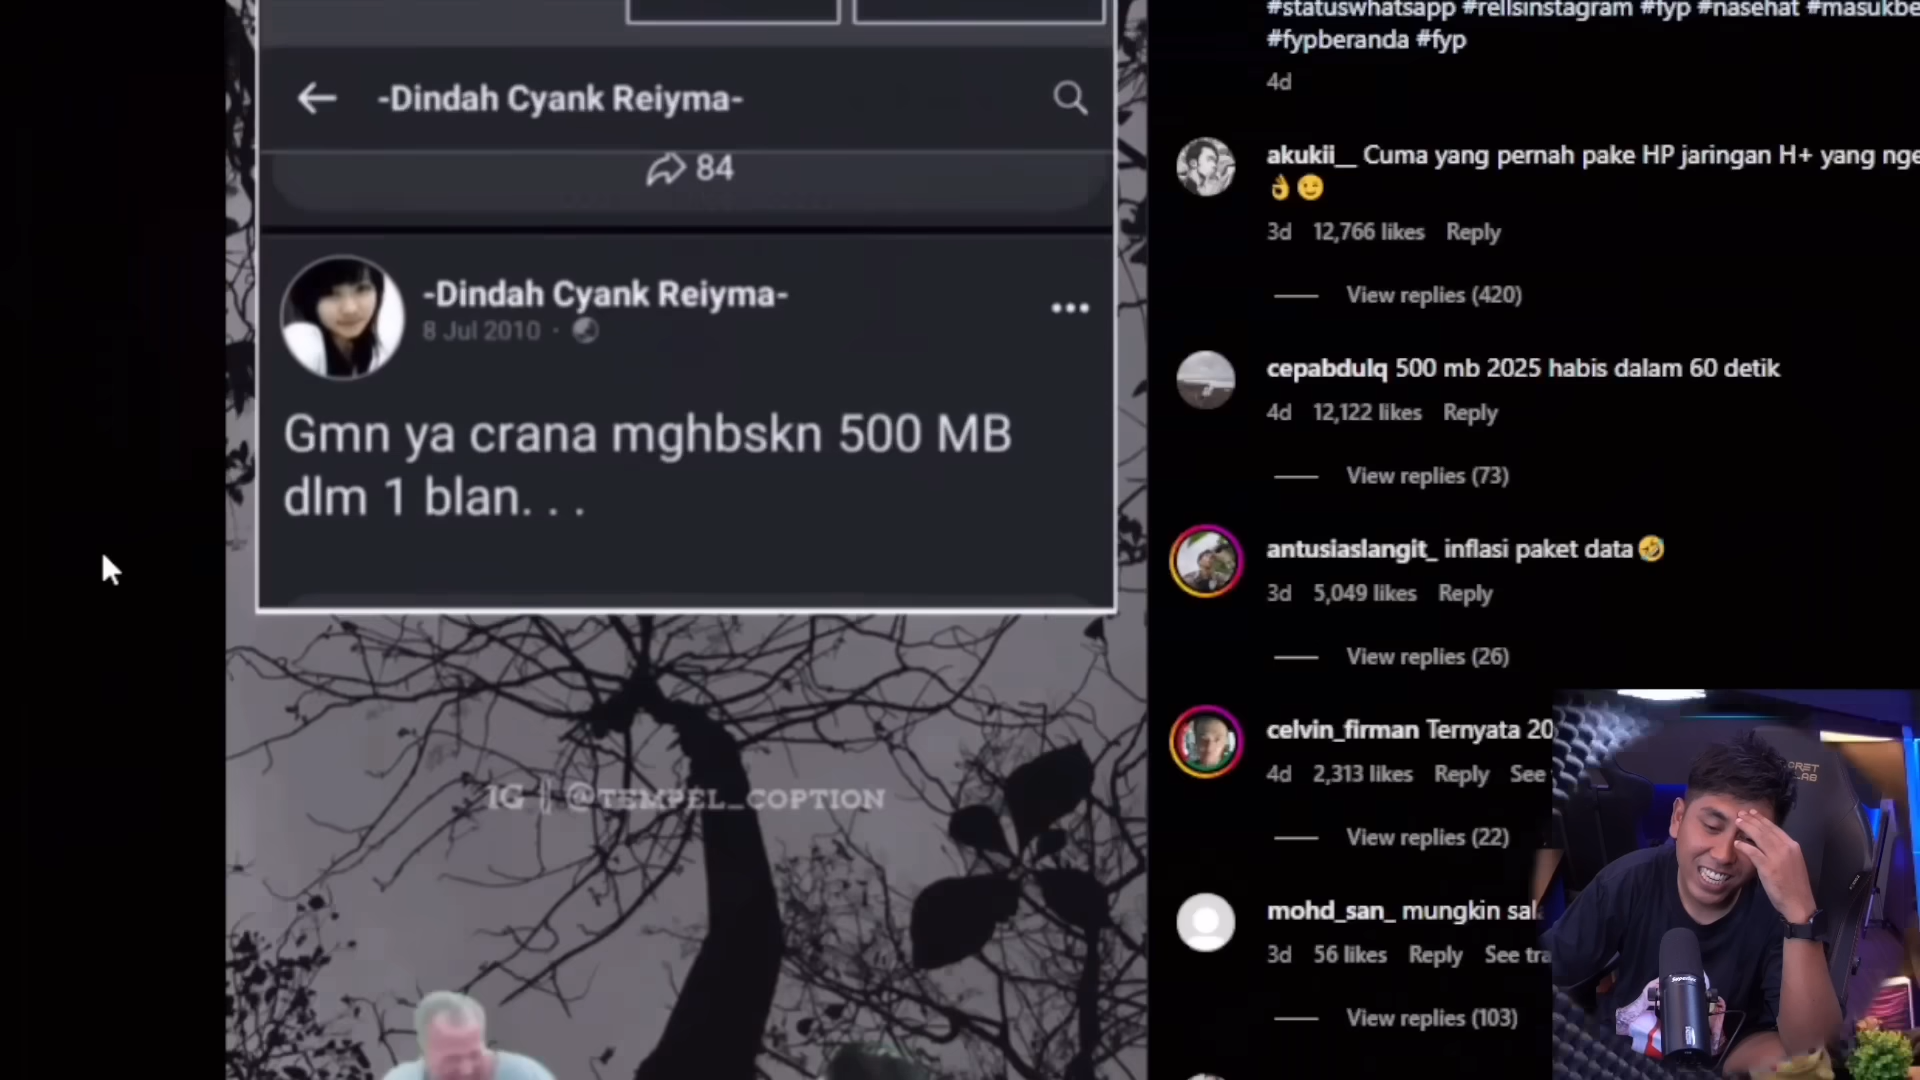 -Dindah Cyank Reiyma-
84
-Dindah Cyank Reiyma-
8 Jul 2010 ·
Gmn ya crana mghbskn 500 MB
dlm 1 blan. . .
IG || @TEMPEL_COPTION
#statuswhatsapp #rellsinstagram #fyp #nasehat
#fypberanda #fyp
4d
akukii__ Cuma yang pernah pake HP jaringan H+ yang
👌😉
3d 12,766 likes Reply
View replies (420)
cepabdulq 500 mb 2025 habis dalam 60 detik
4d 12,122 likes Reply
View replies (73)
antusiaslangit_ inflasi paket data🤣
3d 5,049 likes Reply
View replies (26)
celvin_firman Ternyata
4d 2,313 likes Reply See
View replies (22)
mohd_san_ mungkin
3d 56 likes Reply See
View replies (103)